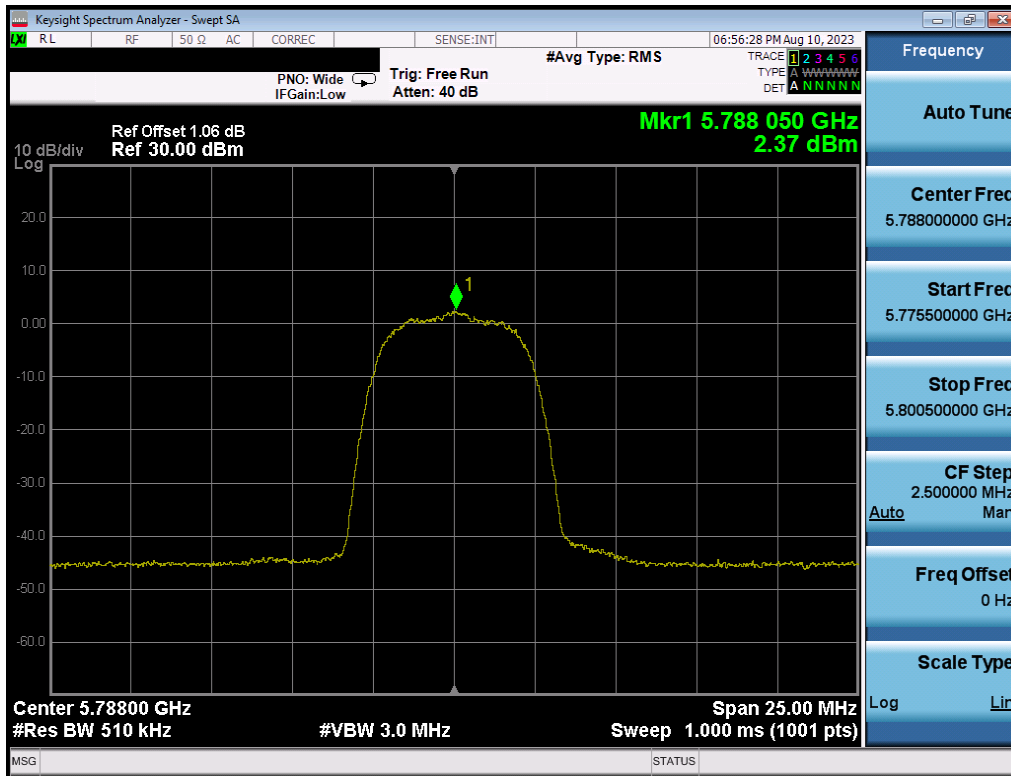 Keysight Spectrum Analyzer - Swept SA
LXI RL RF 50 Ω AC CORREC SENSE:INT 06:56:28 PM Aug 10, 2023
PNO: Wide
IFGain:Low
Trig: Free Run
Atten: 40 dB
#Avg Type: RMS
TRACE 1 2 3 4 5 6
TYPE A WWWWW
DET A N N N N N
10 dB/div
Log
Ref Offset 1.06 dB
Ref 30.00 dBm
Mkr1 5.788 050 GHz
2.37 dBm
20.0
10.0
1
0.00
-10.0
-20.0
-30.0
-40.0
-50.0
-60.0
Center 5.78800 GHz
#Res BW 510 kHz
#VBW 3.0 MHz
Span 25.00 MHz
Sweep 1.000 ms (1001 pts)
MSG
STATUS
Frequency
Auto Tune
Center Freq
5.788000000 GHz
Start Freq
5.775500000 GHz
Stop Freq
5.800500000 GHz
CF Step
2.500000 MHz
Auto Man
Freq Offset
0 Hz
Scale Type
Log Lin